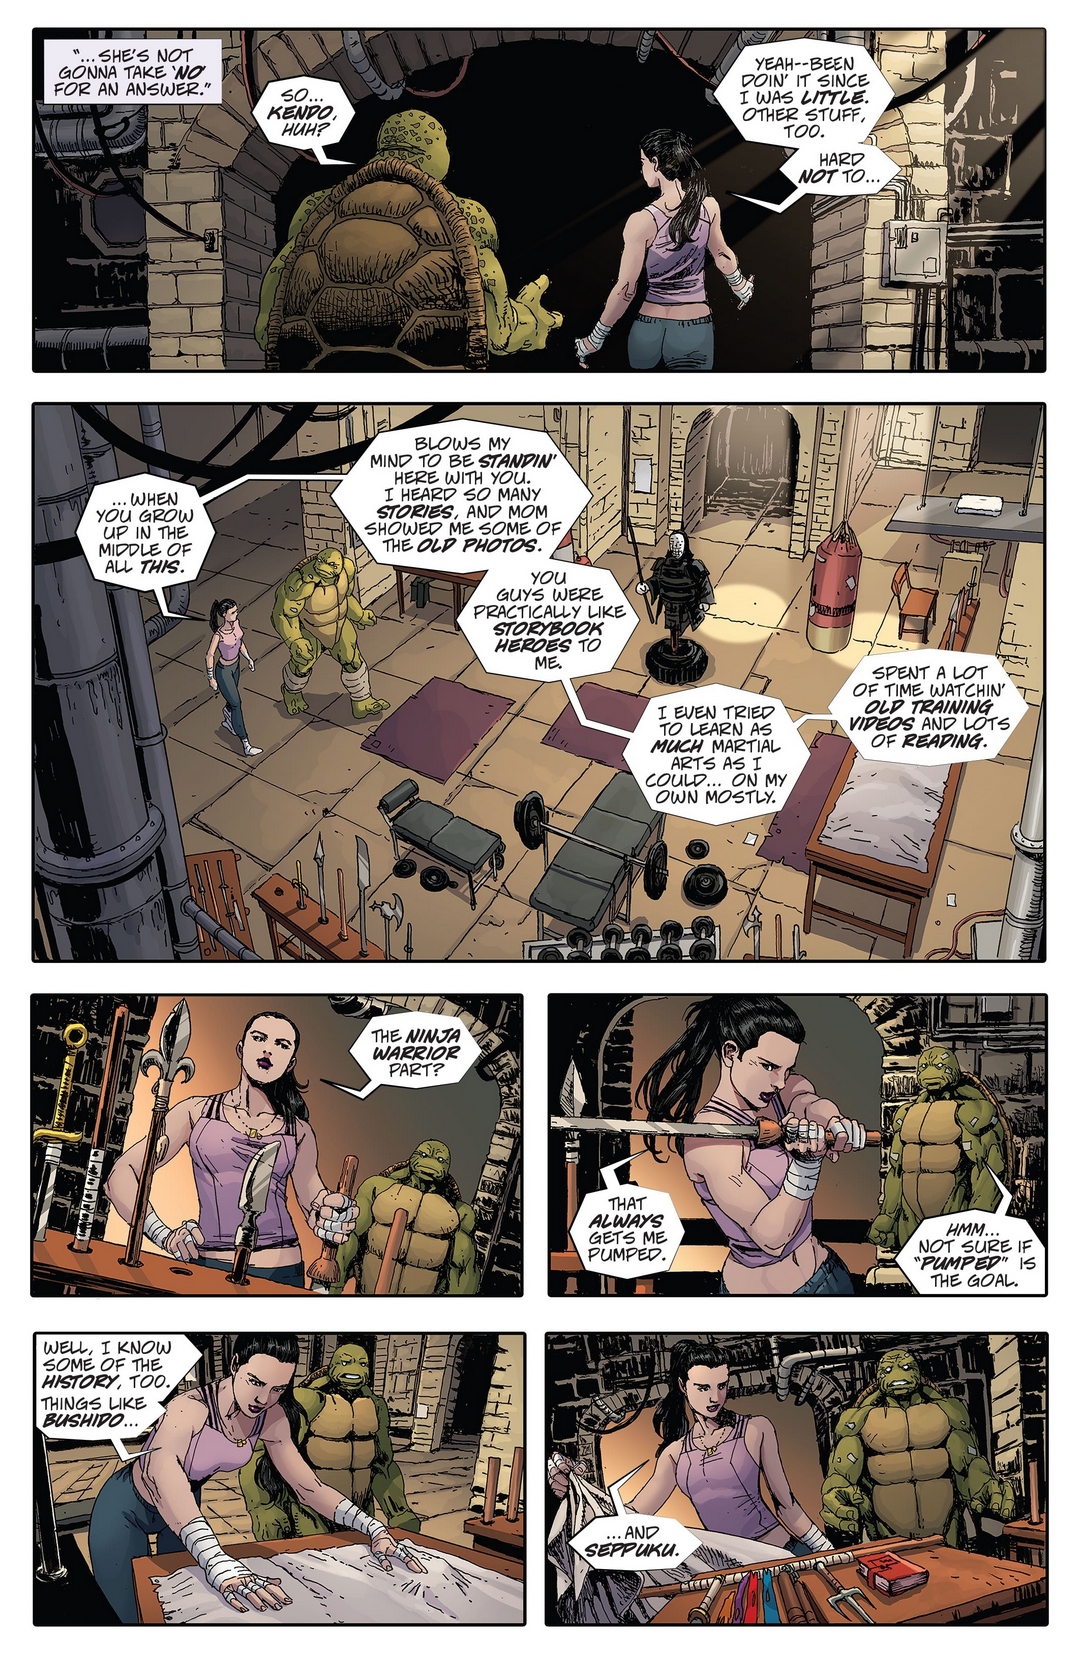 "...SHE'S NOT
GONNA TAKE 'NO'
FOR AN ANSWER."
SO...
KENDO,
HUH?
YEAH--BEEN
DOIN' IT SINCE
I WAS LITTLE.
OTHER STUFF,
TOO.
HARD
NOT TO...
...WHEN
YOU GROW
UP IN THE
MIDDLE OF
ALL THIS.
BLOWS MY
MIND TO BE STANDIN'
HERE WITH YOU.
I HEARD SO MANY
STORIES, AND MOM
SHOWED ME SOME OF
THE OLD PHOTOS.
YOU
GUYS WERE
PRACTICALLY LIKE
STORYBOOK
HEROES TO
ME.
I EVEN TRIED
TO LEARN AS
MUCH MARTIAL
ARTS AS I
COULD... ON MY
OWN MOSTLY.
SPENT A LOT
OF TIME WATCHIN'
OLD TRAINING
VIDEOS AND LOTS
OF READING.
THE NINJA
WARRIOR
PART?
THAT
ALWAYS
GETS ME
PUMPED.
HMM...
NOT SURE IF
"PUMPED" IS
THE GOAL.
WELL, I KNOW
SOME OF THE
HISTORY, TOO.
THINGS LIKE
BUSHIDO...
...AND
SEPPUKU.